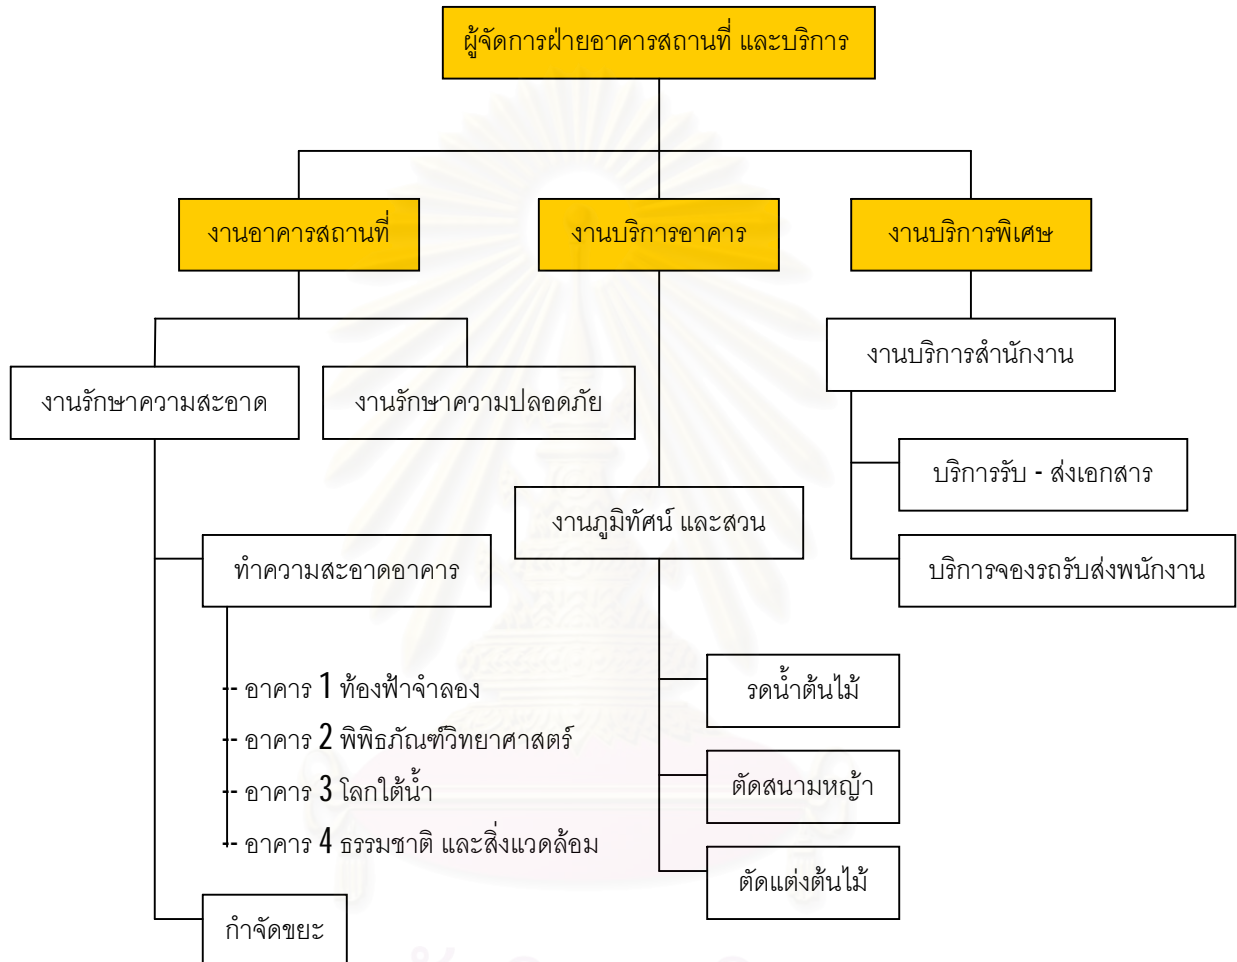 ผู้จัดการฝ่ายอาคารสถานที่ และบริการ
งานอาคารสถานที่
งานบริการอาคาร
งานบริการพิเศษ
งานบริการสำนักงาน
งานรักษาความสะอาด
งานรักษาความปลอดภัย
บริการรับ - ส่งเอกสาร
งานภูมิทัศน์ และสวน
ทำความสะอาดอาคาร
บริการจองรถรับส่งพนักงาน
-- อาคาร 1 ท้องฟ้าจำลอง
-- อาคาร 2 พิพิธภัณฑ์วิทยาศาสตร์
-- อาคาร 3 โลกใต้น้ำ
-- อาคาร 4 ธรรมชาติ และสิ่งแวดล้อม
รดน้ำต้นไม้
ตัดสนามหญ้า
ตัดแต่งต้นไม้
กำจัดขยะ